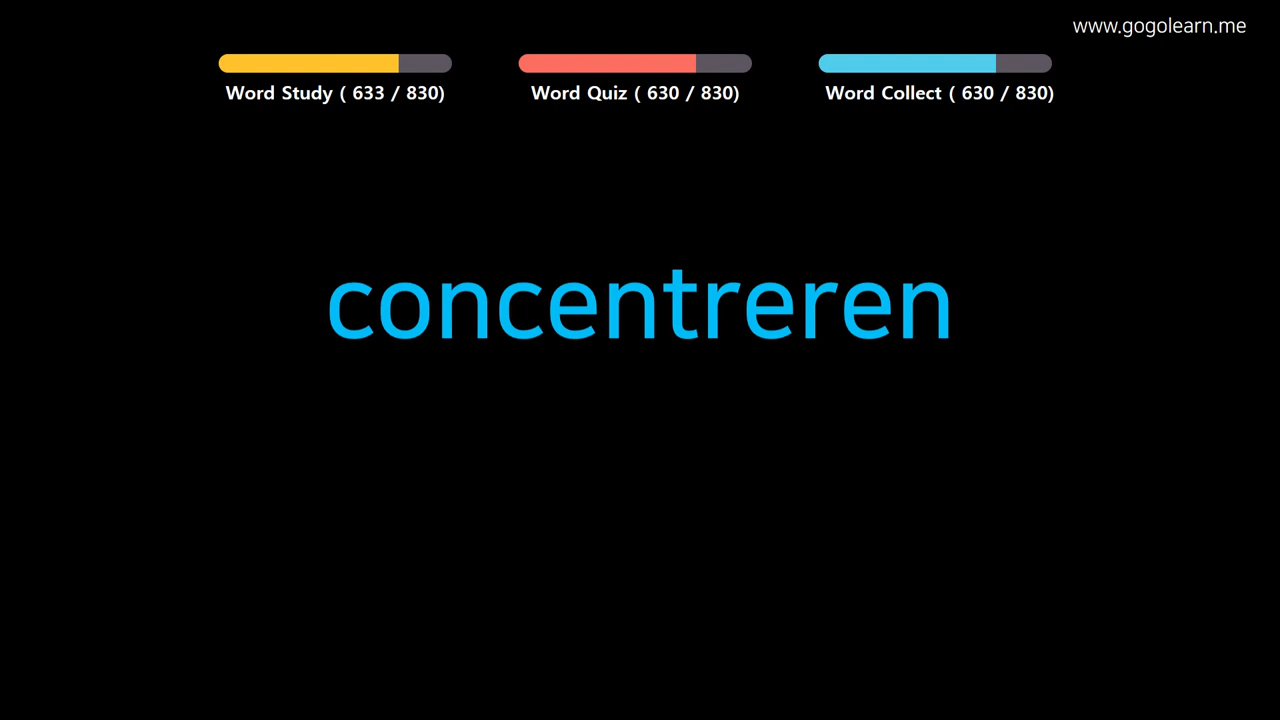 www.gogolearn.me
Word Study ( 633 / 830)
Word Quiz ( 630 / 830)
Word Collect ( 630 / 830)
concentreren